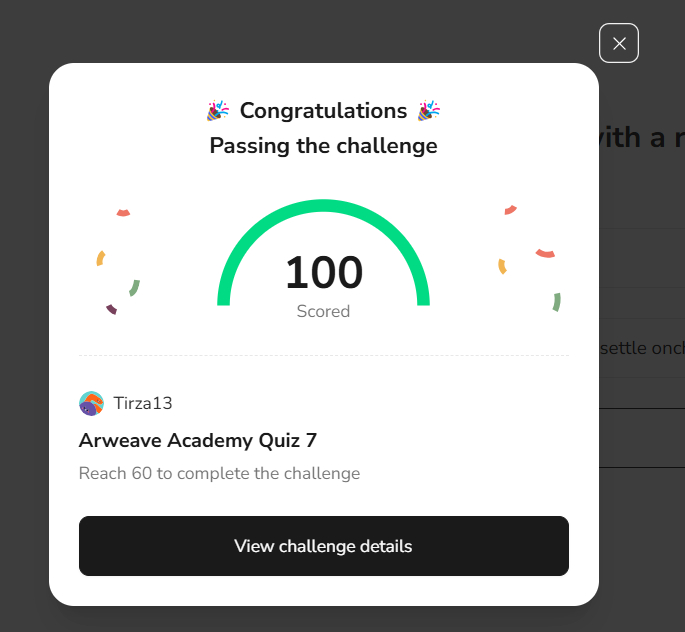 Congratulations
Passing the challenge
with a r
100
Scored
settle onc
Tirza13
Arweave Academy Quiz 7
Reach 60 to complete the challenge
View challenge details